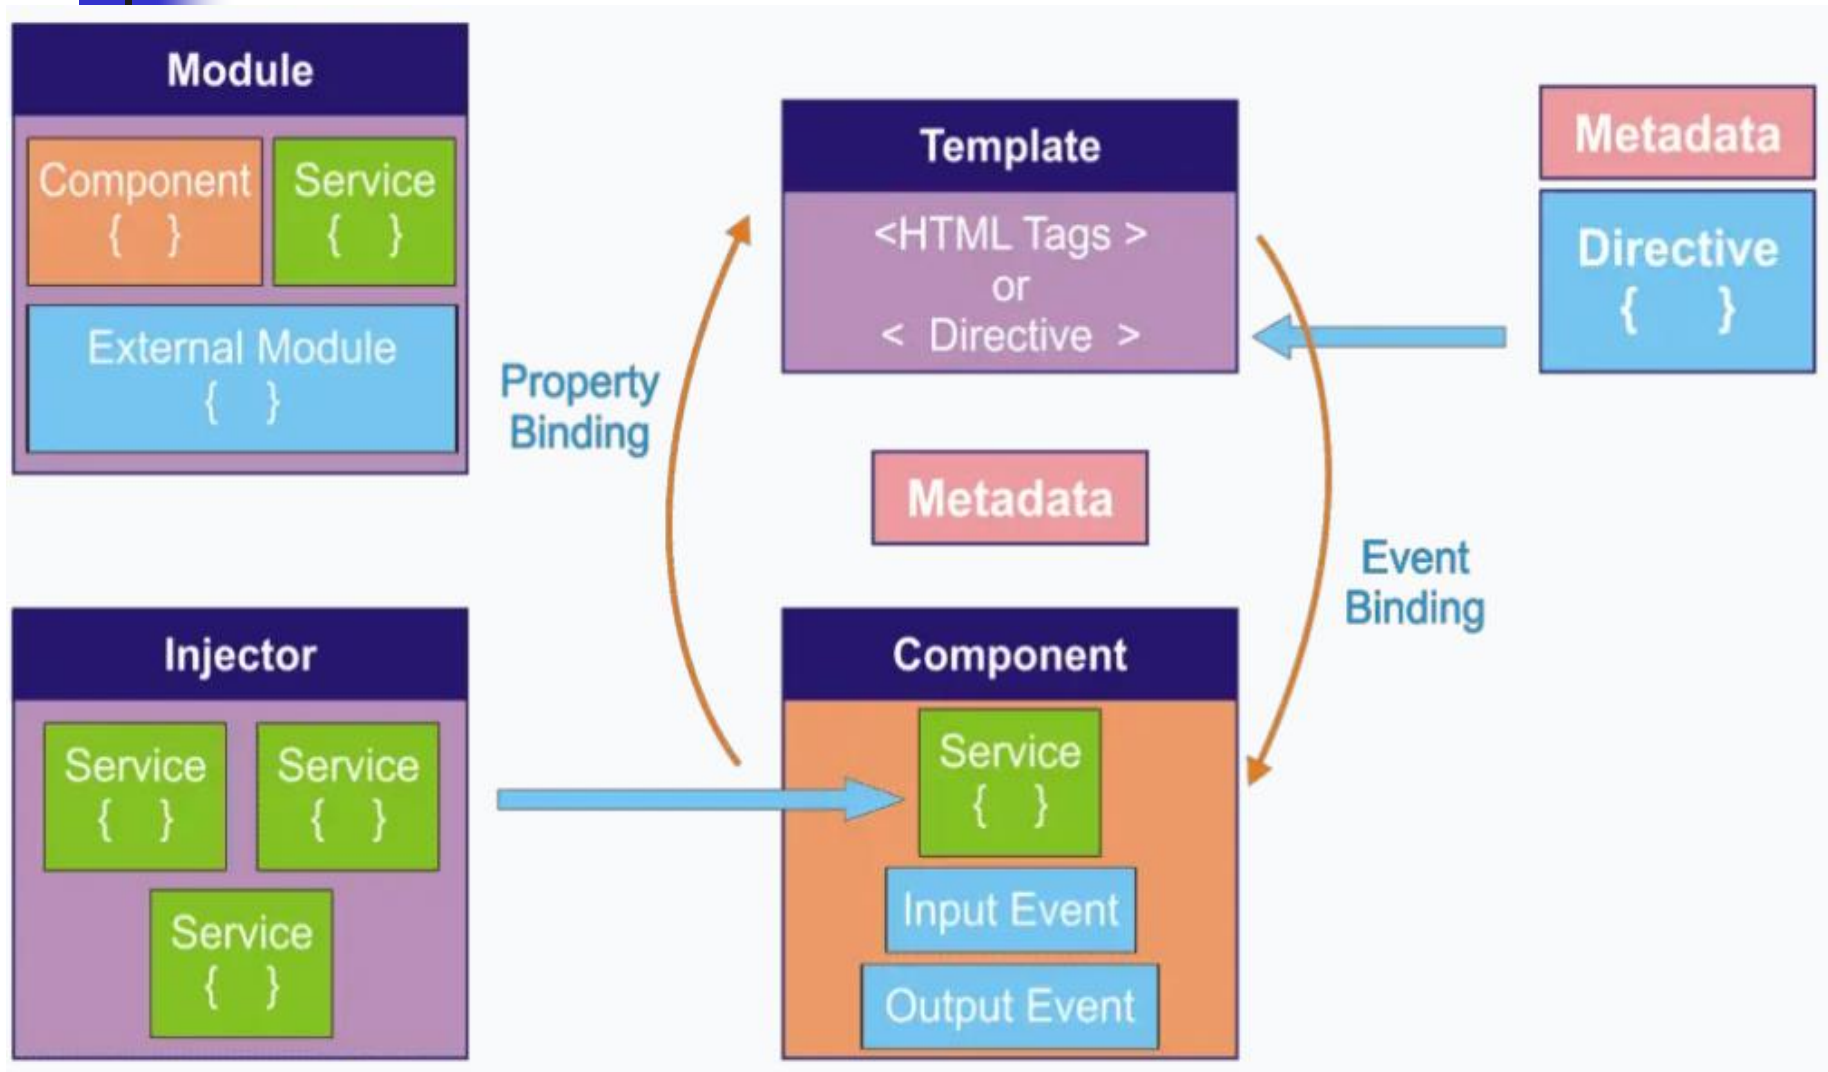 Module
Component
{ }
Service
{ }
External Module
{ }
Property
Binding
Template
<HTML Tags >
or
< Directive >
Metadata
Directive
{ }
Metadata
Event
Binding
Injector
Service
{ }
Service
{ }
Service
{ }
Component
Service
{ }
Input Event
Output Event